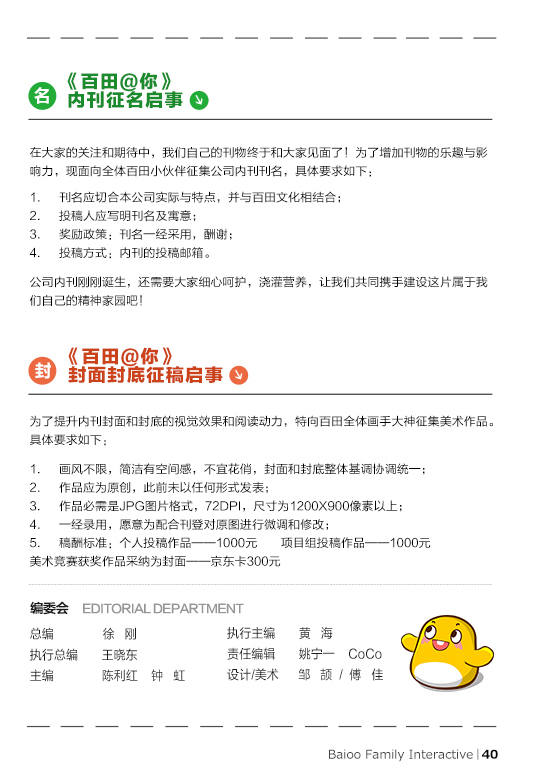 名
《百田@你》
内刊征名启事
在大家的关注和期待中，我们自己的刊物终于和大家见面了！为了增加刊物的乐趣与影
响力，现面向全体百田小伙伴征集公司内刊刊名，具体要求如下：
1. 刊名应切合本公司实际与特点，并与百田文化相结合；
2. 投稿人应写明刊名及寓意；
3. 奖励政策：刊名一经采用，酬谢；
4. 投稿方式：内刊的投稿邮箱。
公司内刊刚刚诞生，还需要大家细心呵护，浇灌营养，让我们共同携手建设这片属于我
们自己的精神家园吧！
封
《百田@你》
封面封底征稿启事
为了提升内刊封面和封底的视觉效果和阅读动力，特向百田全体画手大神征集美术作品。
具体要求如下：
1. 画风不限，简洁有空间感，不宜花俏，封面和封底整体基调协调统一；
2. 作品应为原创，此前未以任何形式发表；
3. 作品必需是JPG图片格式，72DPI，尺寸为1200X900像素以上；
4. 一经录用，愿意为配合刊登对原图进行微调和修改；
5. 稿酬标准：个人投稿作品——1000元 项目组投稿作品——1000元
美术竞赛获奖作品采纳为封面——京东卡300元
编委会 EDITORIAL DEPARTMENT
总编 徐 刚 执行主编 黄 海
执行总编 王晓东 责任编辑 姚宁一 CoCo
主编 陈利红 钟 虹 设计/美术 邹 颉 / 傅 佳
Baioo Family Interactive | 40